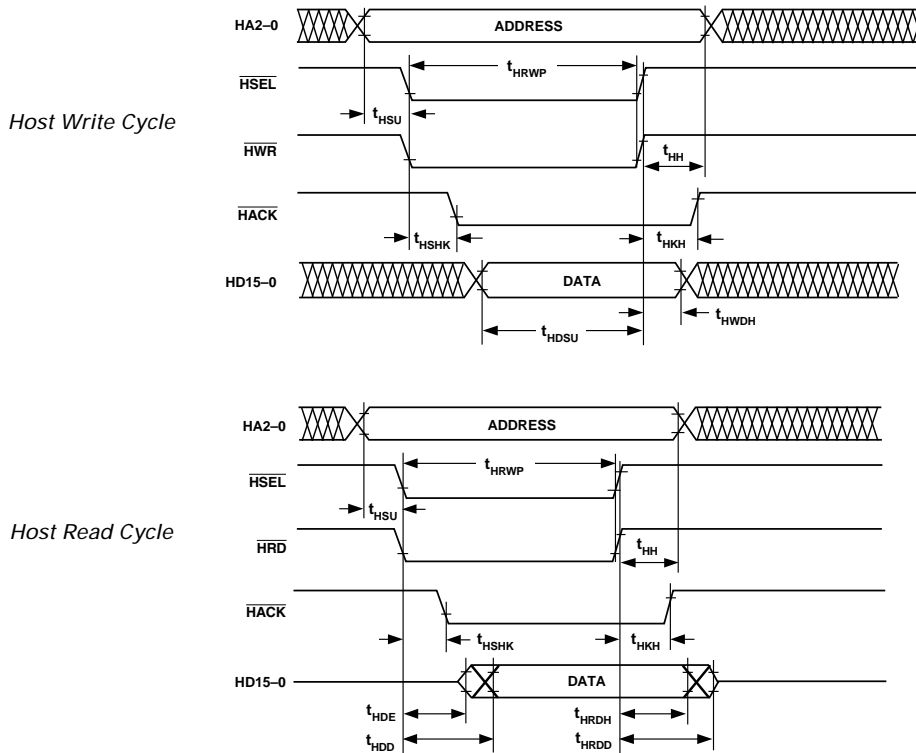 HA2–0 ADDRESS
HSEL tHRWP
tHSU
Host Write Cycle
HWR tHH
HACK
tHSHK tHKH
HD15–0 DATA
tHWDH
tHDSU
HA2–0 ADDRESS
HSEL tHRWP
tHSU
Host Read Cycle
HRD tHH
HACK
tHSHK tHKH
HD15–0 DATA
tHDE tHRDH
tHDD tHRDD